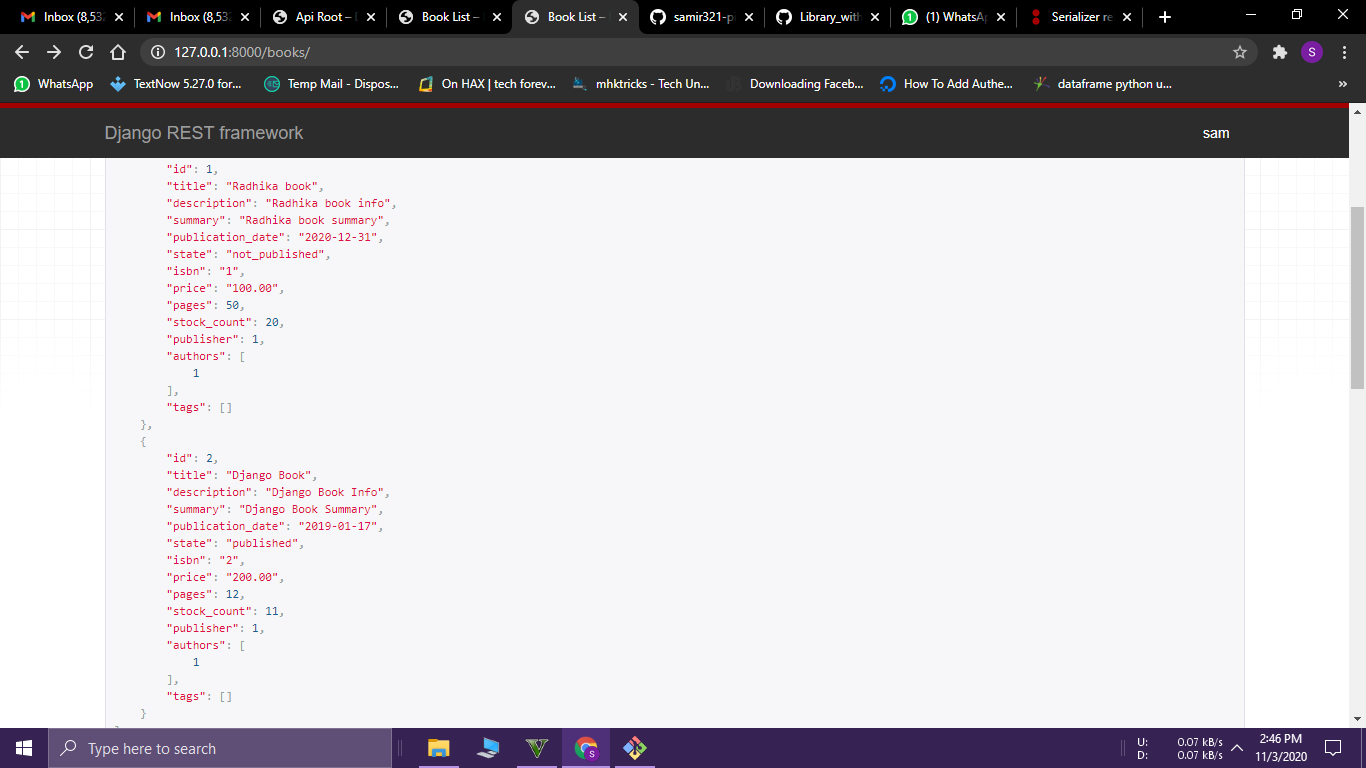 Inbox (8,532
Inbox (8,532
Api Root –
Book List –
Book List –
samir321-p
Library_with
(1) WhatsAp
Serializer re
127.0.0.1:8000/books/
S
1 WhatsApp
TextNow 5.27.0 for...
Temp Mail - Dispos...
On HAX | tech forev...
mhktricks - Tech Un...
Downloading Faceb...
How To Add Authe...
dataframe python u...
»
Django REST framework
sam
"id": 1,
"title": "Radhika book",
"description": "Radhika book info",
"summary": "Radhika book summary",
"publication_date": "2020-12-31",
"state": "not_published",
"isbn": "1",
"price": "100.00",
"pages": 50,
"stock_count": 20,
"publisher": 1,
"authors": [
1
],
"tags": []
},
{
"id": 2,
"title": "Django Book",
"description": "Django Book Info",
"summary": "Django Book Summary",
"publication_date": "2019-01-17",
"state": "published",
"isbn": "2",
"price": "200.00",
"pages": 12,
"stock_count": 11,
"publisher": 1,
"authors": [
1
],
"tags": []
}
Type here to search
U: 0.07 kB/s
D: 0.07 kB/s
2:46 PM
11/3/2020